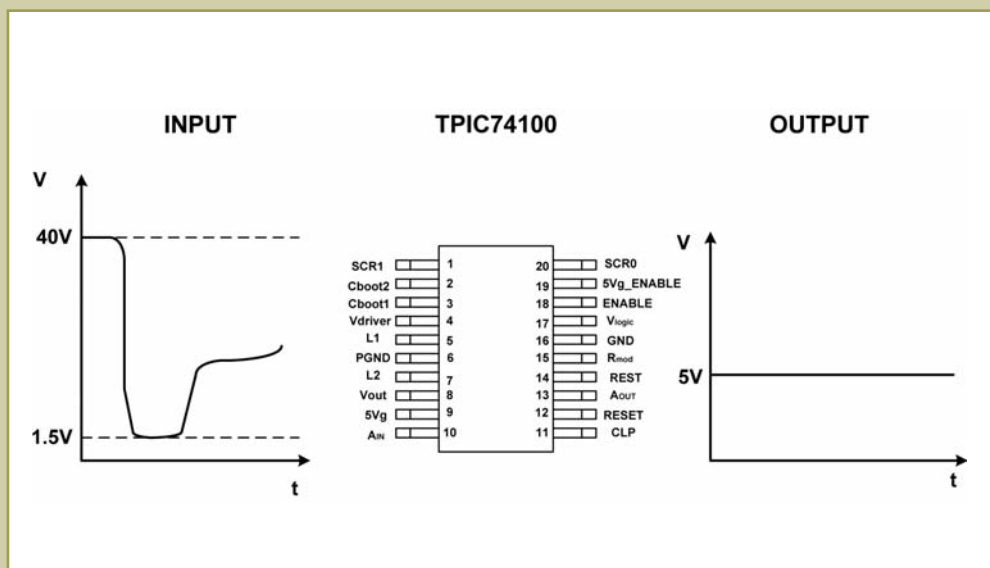 INPUT
TPIC74100
OUTPUT
V
40V
1.5V
t
SCR1 1
Cboot2 2
Cboot1 3
Vdriver 4
L1 5
PGND 6
L2 7
Vout 8
5Vg 9
AIN 10
20 SCR0
19 5Vg_ENABLE
18 ENABLE
17 Vlogic
16 GND
15 Rmod
14 REST
13 AOUT
12 RESET
11 CLP
V
5V
t